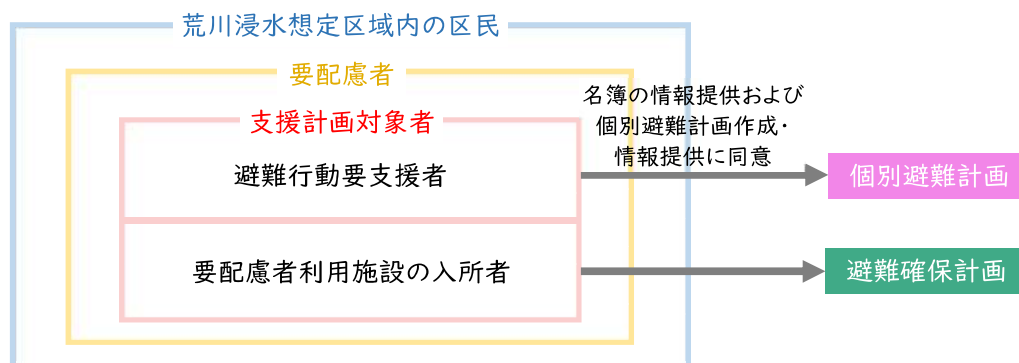 荒川浸水想定区域内の区民
要配慮者
支援計画対象者
避難行動要支援者
名簿の情報提供および
個別避難計画作成・
情報提供に同意
個別避難計画
要配慮者利用施設の入所者
避難確保計画